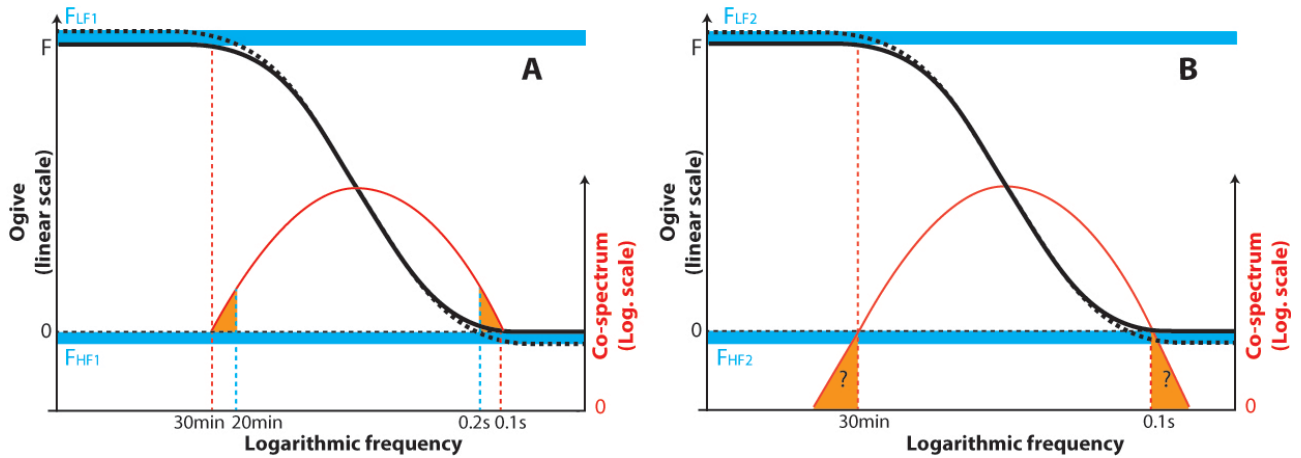 FLF1
F
A
Ogive
(linear scale)
0
FHF1
Co-spectrum
(Log. scale)
0
30min 20min 0.2s 0.1s
Logarithmic frequency
FLF2
F
B
Ogive
(linear scale)
0
FHF2
?
?
Co-spectrum
(Log. scale)
0
30min 0.1s
Logarithmic frequency